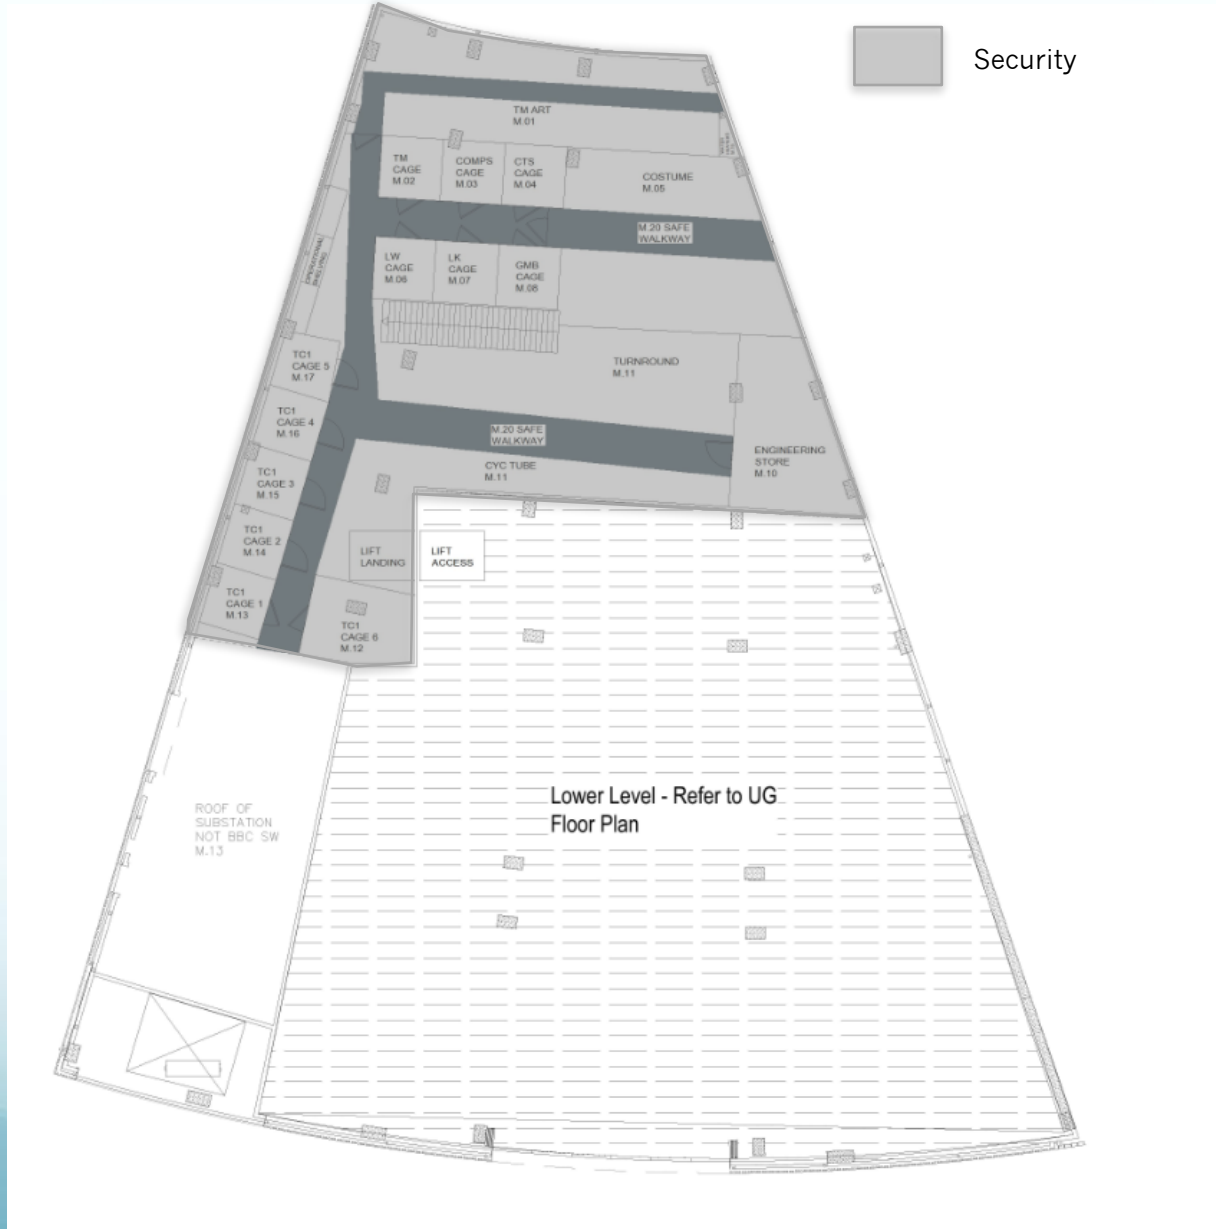 Security
TM ART
M.01
TM
CAGE
M.02
COMPS
CAGE
M.03
CTS
CAGE
M.04
COSTUME
M.05
M.20 SAFE
WALKWAY
LW
CAGE
M.06
LK
CAGE
M.07
GMB
CAGE
M.08
OPERATIONAL
SHELVING
TC1
CAGE 5
M.17
TURNROUND
M.11
TC1
CAGE 4
M.16
M.20 SAFE
WALKWAY
ENGINEERING
STORE
M.10
CYC TUBE
M.11
TC1
CAGE 3
M.15
TC1
CAGE 2
M.14
LIFT
LANDING
LIFT
ACCESS
TC1
CAGE 1
M.13
TC1
CAGE 6
M.12
Lower Level - Refer to UG
Floor Plan
ROOF OF
SUBSTATION
NOT BBC SW
M.13